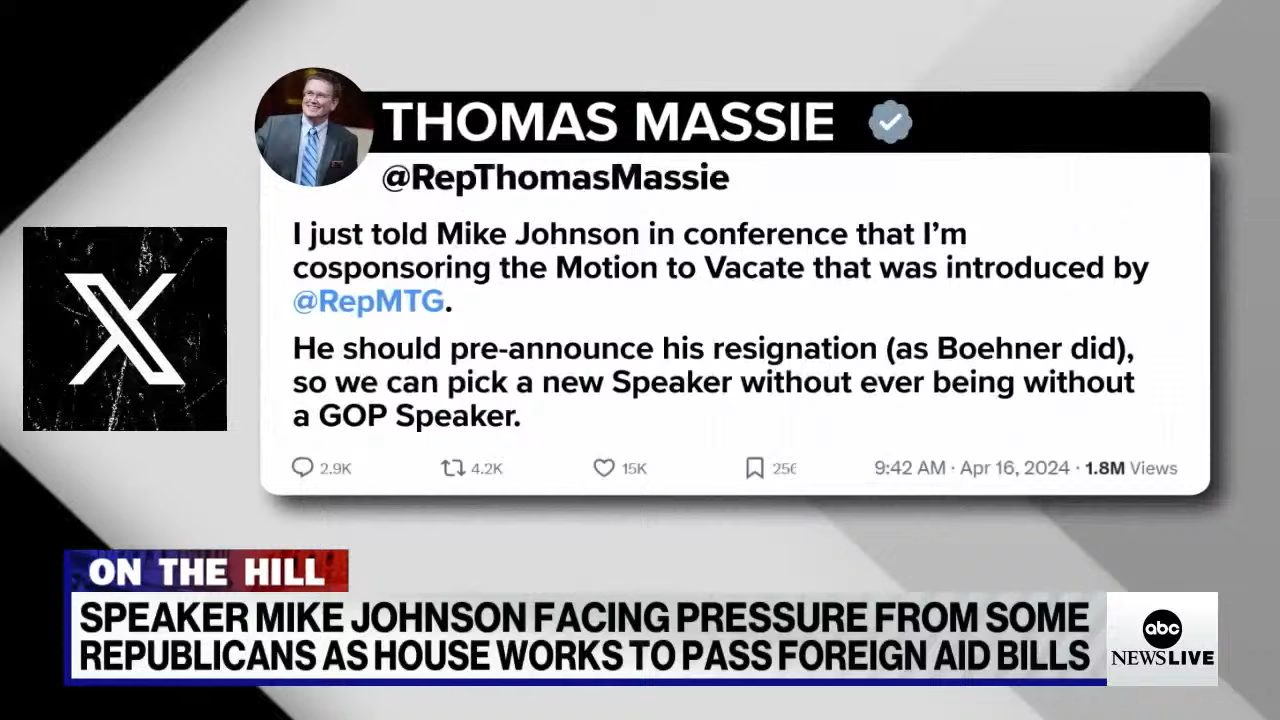 THOMAS MASSIE
@RepThomasMassie
I just told Mike Johnson in conference that I’m
cosponsoring the Motion to Vacate that was introduced by
@RepMTG.
He should pre-announce his resignation (as Boehner did),
so we can pick a new Speaker without ever being without
a GOP Speaker.
2.9K 4.2K 15K 256 9:42 AM · Apr 16, 2024 · 1.8M Views
X
ON THE HILL
SPEAKER MIKE JOHNSON FACING PRESSURE FROM SOME
REPUBLICANS AS HOUSE WORKS TO PASS FOREIGN AID BILLS
abc
NEWS LIVE